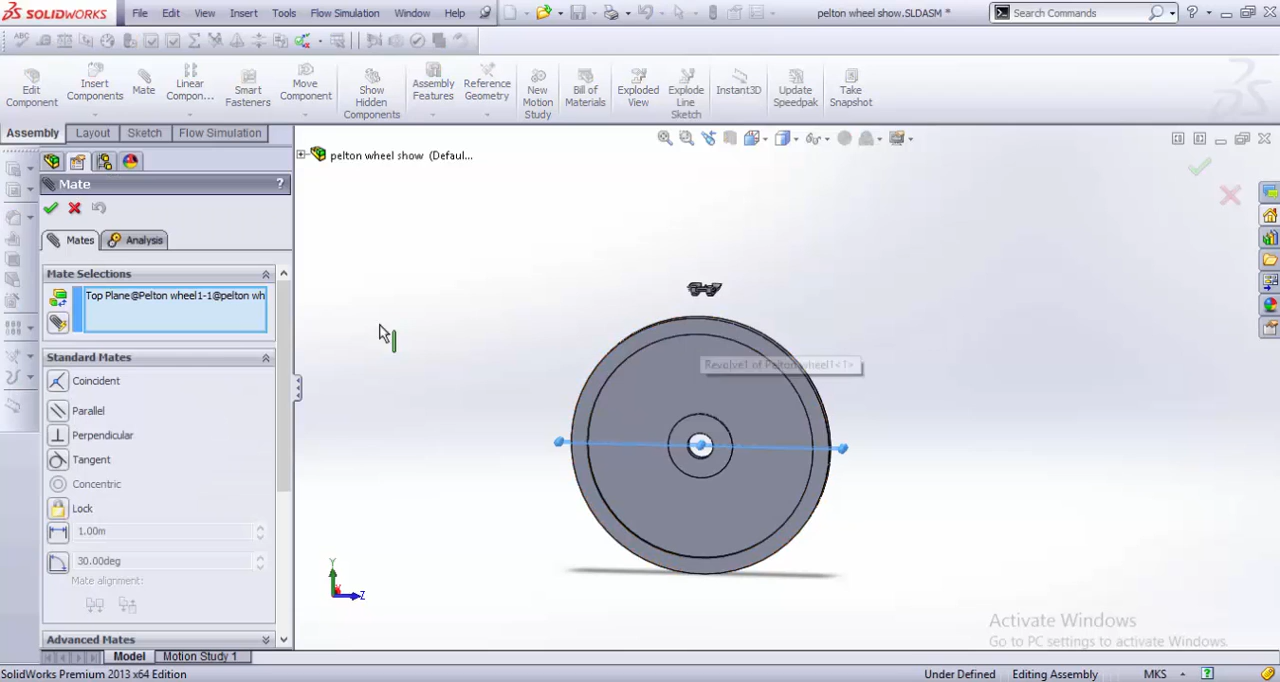 SOLIDWORKS File Edit View Insert Tools Flow Simulation Window Help pelton wheel show.SLDASM * Search Commands
Edit Component
Insert Components
Mate
Linear Compon...
Smart Fasteners
Move Component
Show Hidden Components
Assembly Features
Reference Geometry
New Motion Study
Bill of Materials
Exploded View
Explode Line Sketch
Instant3D
Update Speedpak
Take Snapshot
Assembly Layout Sketch Flow Simulation
pelton wheel show (Defaul...
Mate ?
Mates Analysis
Mate Selections
Top Plane@Pelton wheel1-1@pelton wh
Standard Mates
Coincident
Parallel
Perpendicular
Tangent
Concentric
Lock
1.00m
30.00deg
Mate alignment:
Advanced Mates
Revolve1 of Pelton wheel1<1>
Y
Z
Activate Windows
Go to PC settings to activate Windows.
Model Motion Study 1
SolidWorks Premium 2013 x64 Edition Under Defined Editing Assembly MKS